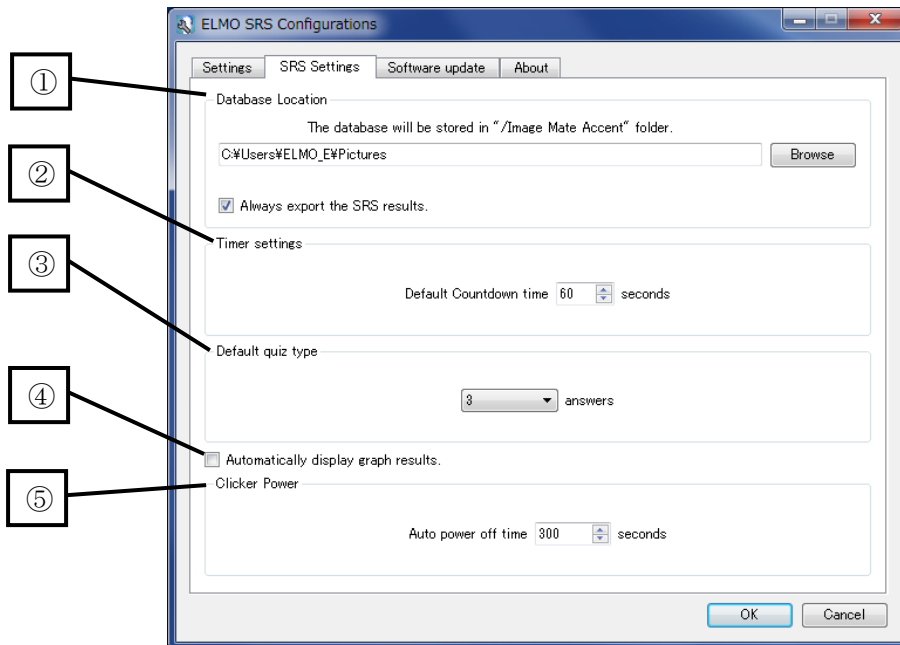 ELMO SRS Configurations
Settings SRS Settings Software update About
① Database Location
The database will be stored in "/Image Mate Accent" folder.
C:¥Users¥ELMO_E¥Pictures Browse
Always export the SRS results.
② Timer settings
Default Countdown time 60 seconds
③ Default quiz type
3 answers
④ Automatically display graph results.
⑤ Clicker Power
Auto power off time 300 seconds
OK Cancel